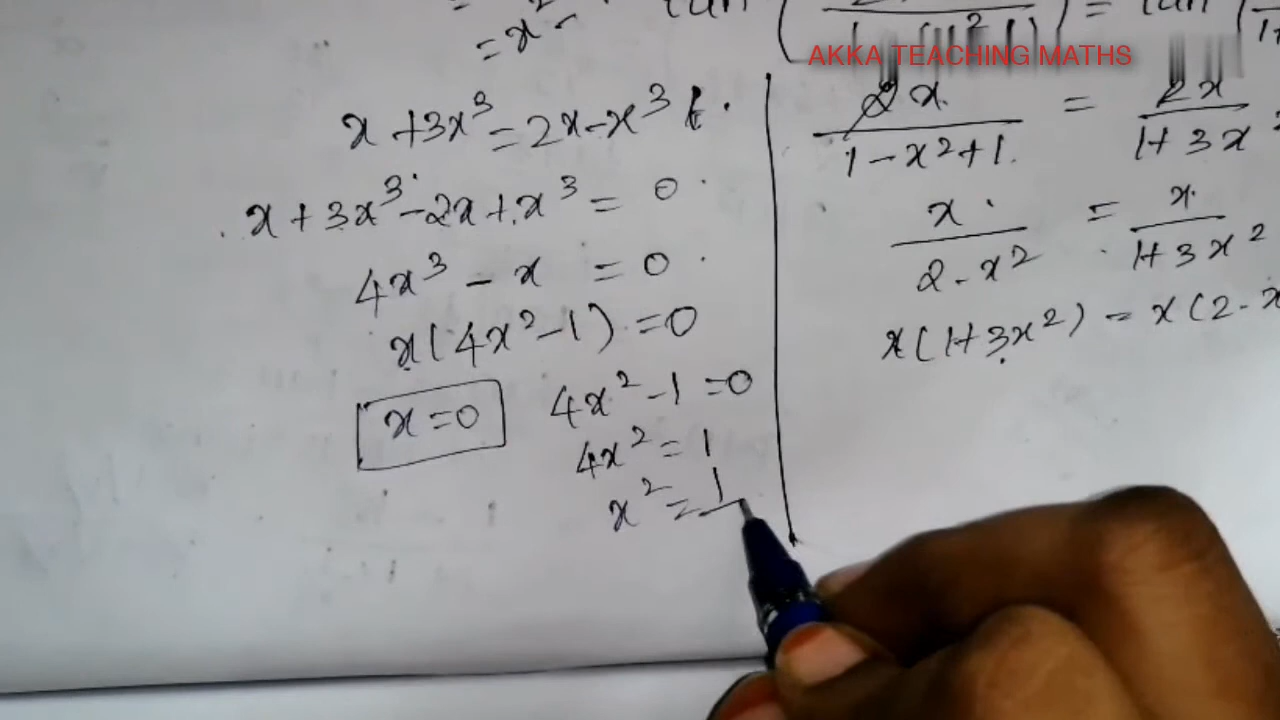 = x²
AKKA TEACHING MATHS
x + 3x³ = 2x - x³
x + 3x³ - 2x + x³ = 0
4x³ - x = 0
x(4x² - 1) = 0
x = 0
4x² - 1 = 0
4x² = 1
x² = 1
2x / 1 - x² + 1 = 2x / 1 + 3x²
x / 2 - x² = x / 1 + 3x²
x(1 + 3x²) = x(2 - x